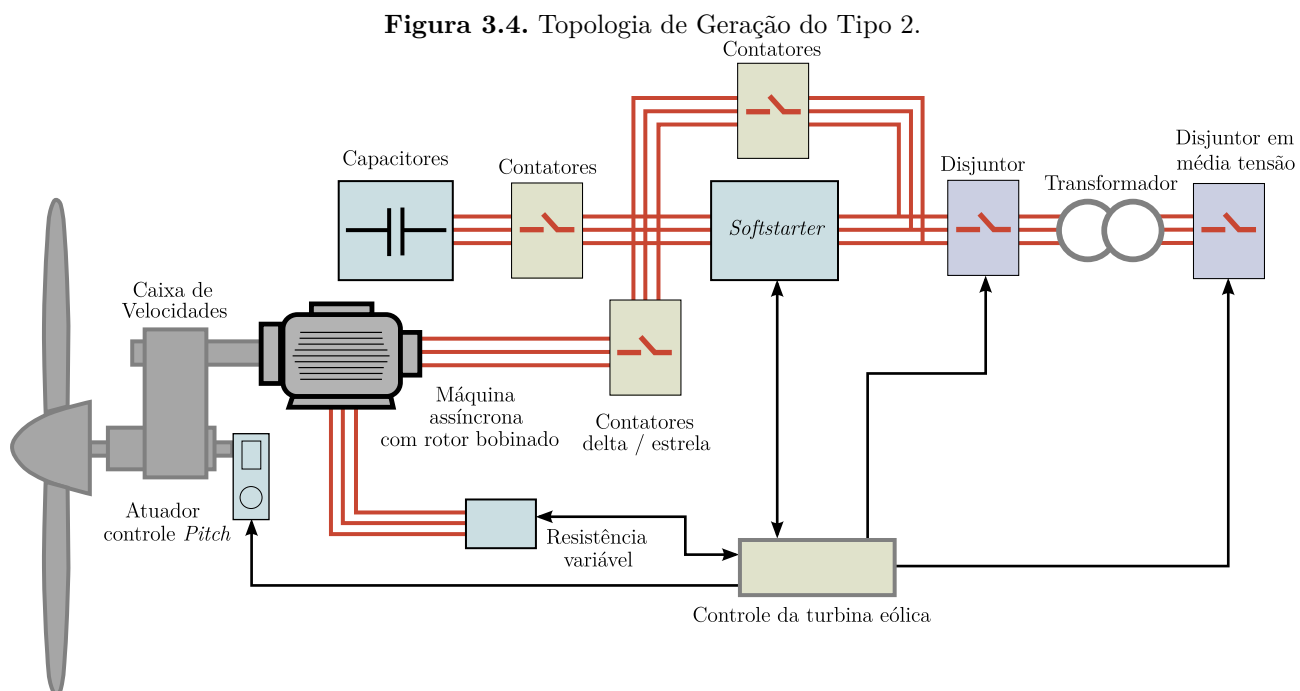 Figura 3.4. Topologia de Geração do Tipo 2.
Contatores
Capacitores
Contatores
Disjuntor
Disjuntor em
média tensão
Transformador
Softstarter
Caixa de
Velocidades
Máquina
assíncrona
com rotor bobinado
Contatores
delta / estrela
Atuador
controle Pitch
Resistência
variável
Controle da turbina eólica